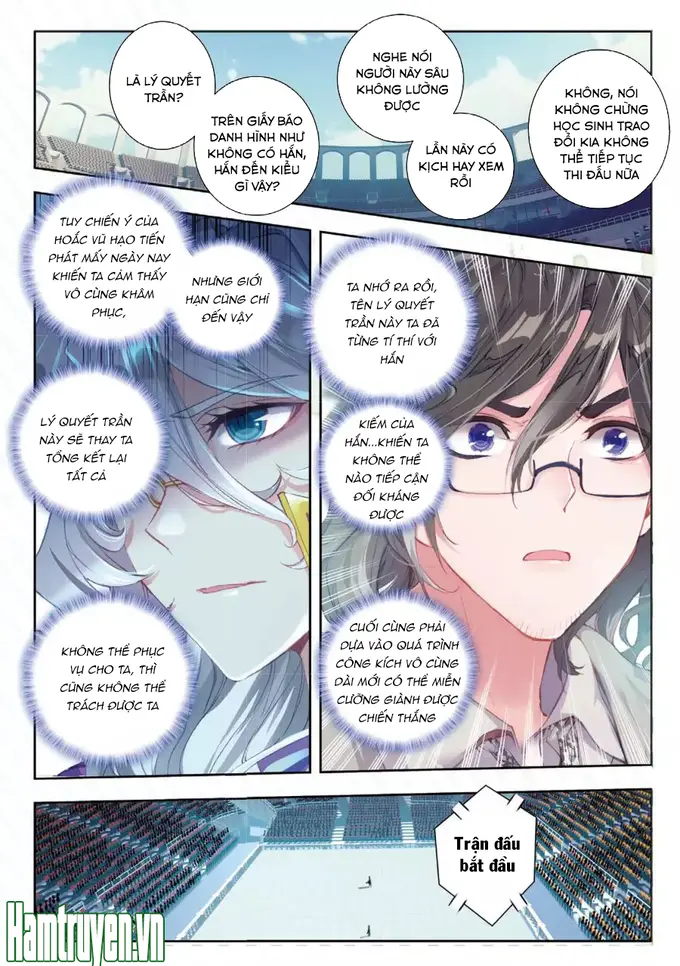 LÀ LÝ QUYẾT
TRẦN?
TRÊN GIẤY BÁO
DANH HÌNH NHƯ
KHÔNG CÓ HẮN,
HẮN ĐẾN KIỂU
GÌ VẬY?
NGHE NÓI
NGƯỜI NÀY SÂU
KHÔNG LƯỜNG
ĐƯỢC
LẦN NÀY CÓ
KỊCH HAY XEM
RỒI
KHÔNG, NÓI
KHÔNG CHỪNG
HỌC SINH TRAO
ĐỔI KIA KHÔNG
THỂ TIẾP TỤC
THI ĐẤU NỮA
TUY CHIẾN Ý CỦA
HOẮC VŨ HẠO TIẾN
PHÁT MẤY NGÀY NAY
KHIẾN TA CẢM THẤY
VÔ CÙNG KHÂM
PHỤC,
NHƯNG GIỚI
HẠN CŨNG CHỈ
ĐẾN VẬY
LÝ QUYẾT TRẦN
NÀY SẼ THAY TA
TỔNG KẾT LẠI
TẤT CẢ
KHÔNG THỂ PHỤC
VỤ CHO TA, THÌ
CŨNG KHÔNG THỂ
TRÁCH ĐƯỢC TA
TA NHỚ RA RỒI,
TÊN LÝ QUYẾT
TRẦN NÀY TA ĐÃ
TỪNG TỈ THÍ VỚI
HẮN
KIẾM CỦA
HẮN...KHIẾN TA
KHÔNG THỂ
NÀO TIẾP CẬN
ĐỐI KHÁNG
ĐƯỢC
CUỐI CÙNG PHẢI
DỰA VÀO QUÁ TRÌNH
CÔNG KÍCH VÔ CÙNG
DÀI MỚI CÓ THỂ MIỄN
CƯỠNG GIÀNH ĐƯỢC
CHIẾN THẮNG
Trận đấu
bắt đầu
Hamtruyen.vn